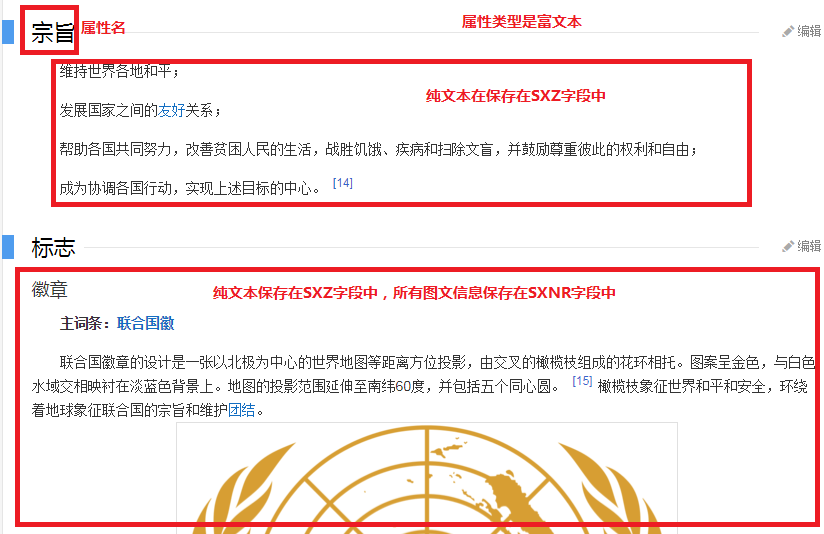 属性类型是富文本
宗旨 属性名 编辑
维持世界各地和平；
纯文本在保存在SXZ字段中
发展国家之间的友好关系；
帮助各国共同努力，改善贫困人民的生活，战胜饥饿、疾病和扫除文盲，并鼓励尊重彼此的权利和自由；
成为协调各国行动，实现上述目标的中心。 [14]
标志 编辑
徽章
纯文本保存在SXZ字段中，所有图文信息保存在SXNR字段中
主词条：联合国徽
联合国徽章的设计是一张以北极为中心的世界地图等距离方位投影，由交叉的橄榄枝组成的花环相托。图案呈金色，与白色
水域交相映衬在淡蓝色背景上。地图的投影范围延伸至南纬60度，并包括五个同心圆。 [15] 橄榄枝象征世界和平和安全，环绕
着地球象征联合国的宗旨和维护团结。